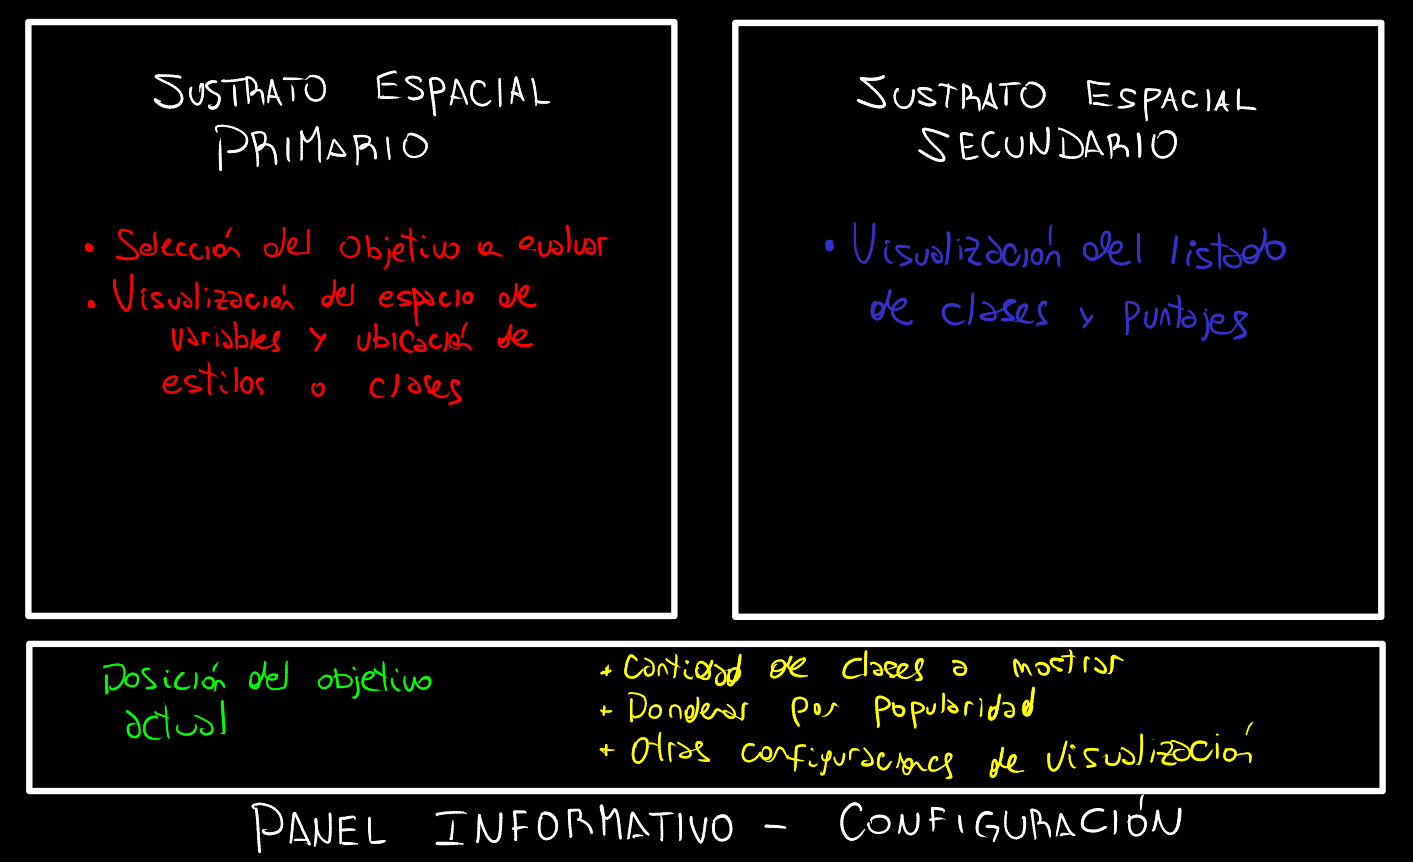 SUSTRATO ESPACIAL
PRIMARIO
• Selección del objetivo a evaluar
• Visualización del espacio de
variables y ubicación de
estilos o clases
SUSTRATO ESPACIAL
SECUNDARIO
• Visualización del listado
de clases y puntajes
Posición del objetivo
actual
+ Cantidad de clases a mostrar
+ Ponderar por popularidad
+ Otras configuraciones de visualización
PANEL INFORMATIVO - CONFIGURACIÓN